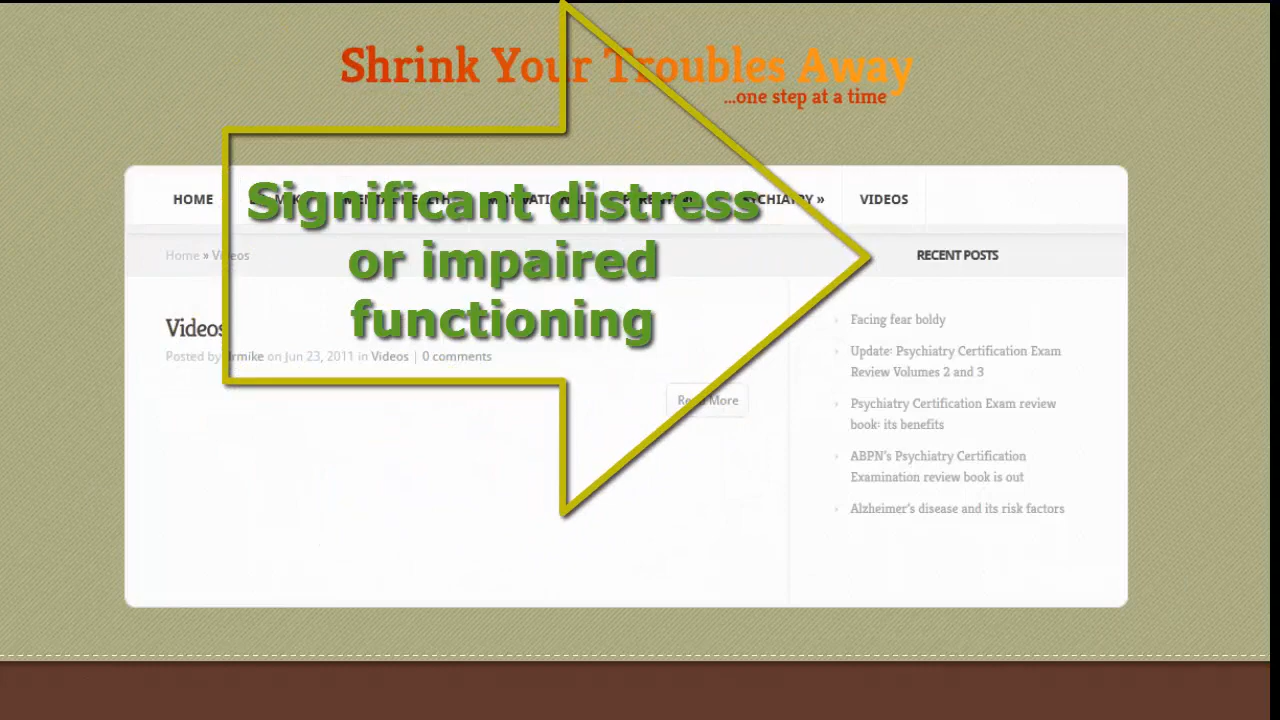 Shrink Your Troubles Away
...one step at a time
HOME
VIDEOS
Significant distress
or impaired
functioning
Home » Videos
RECENT POSTS
Videos
Posted by drmike on Jun 23, 2011 in Videos | 0 comments
Read More
Facing fear boldy
Update: Psychiatry Certification Exam
Review Volumes 2 and 3
Psychiatry Certification Exam review
book: its benefits
ABPN's Psychiatry Certification
Examination review book is out
Alzheimer's disease and its risk factors